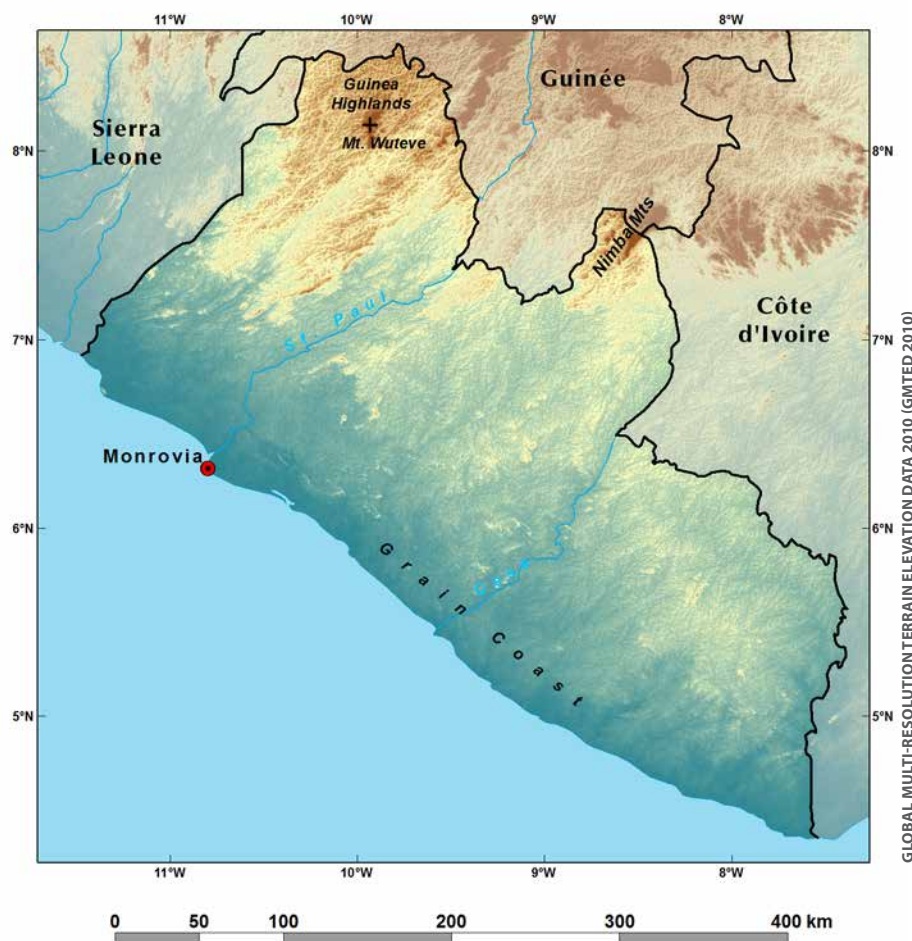 11°W 10°W 9°W 8°W
Guinea
Highlands
Guinée
Sierra
Leone
Mt. Wuteve
8°N 8°N
Nimba Mts
Côte
d'Ivoire
St. Paul
7°N 7°N
Monrovia
6°N 6°N
Grain Coast
5°N 5°N
11°W 10°W 9°W 8°W
0 50 100 200 300 400 km
GLOBAL MULTI-RESOLUTION TERRAIN ELEVATION DATA 2010 (GMTED 2010)